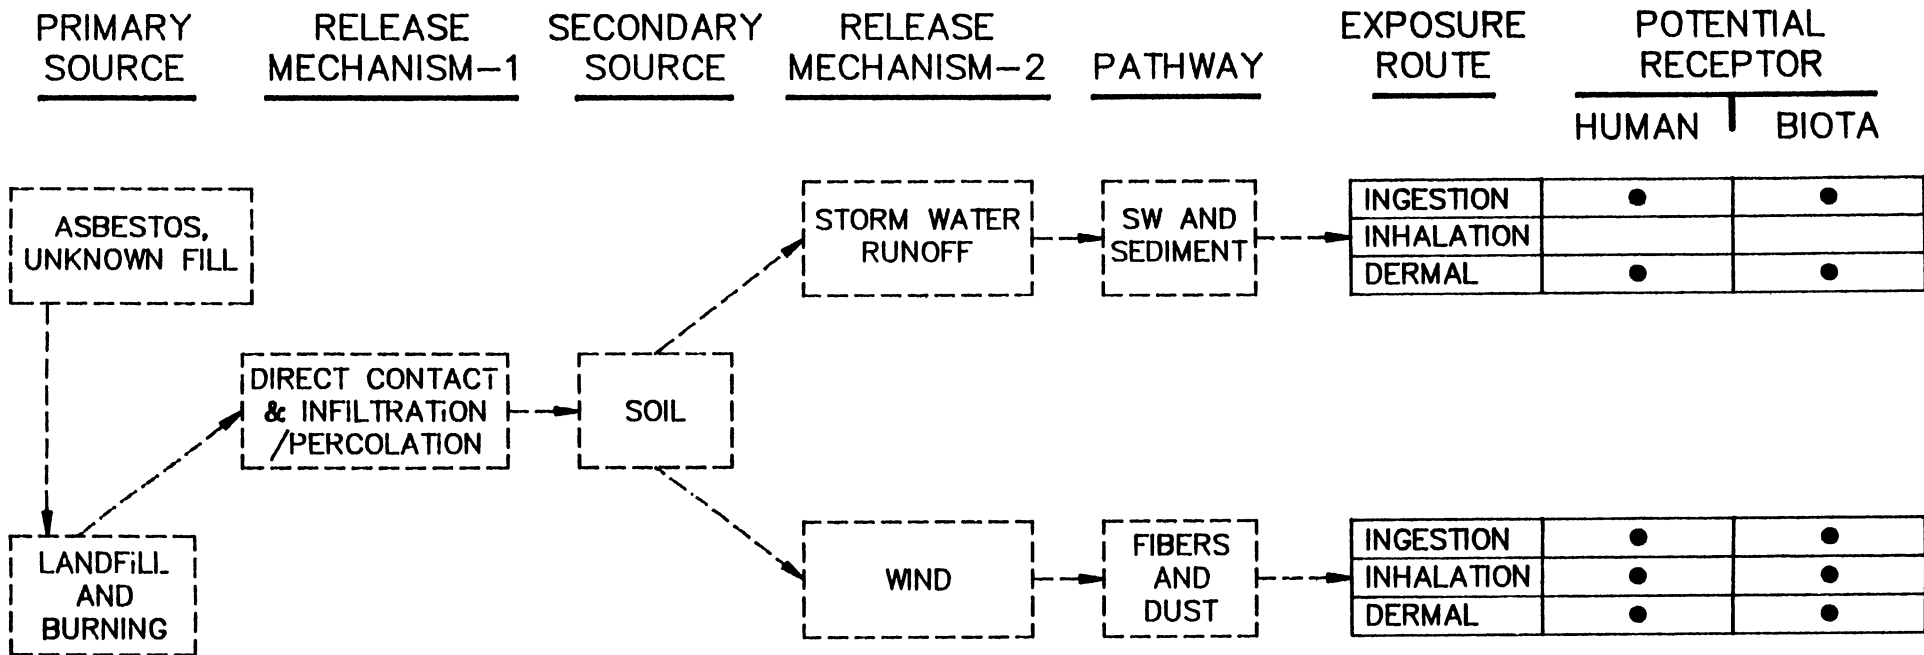 PRIMARY
SOURCE
RELEASE
MECHANISM-1
SECONDARY
SOURCE
RELEASE
MECHANISM-2
PATHWAY
EXPOSURE
ROUTE
POTENTIAL
RECEPTOR
HUMAN
BIOTA
ASBESTOS,
UNKNOWN FILL
LANDFILL
AND
BURNING
DIRECT CONTACT
& INFILTRATION
/PERCOLATION
SOIL
STORM WATER
RUNOFF
SW AND
SEDIMENT
INGESTION
INHALATION
DERMAL
WIND
FIBERS
AND
DUST
INGESTION
INHALATION
DERMAL